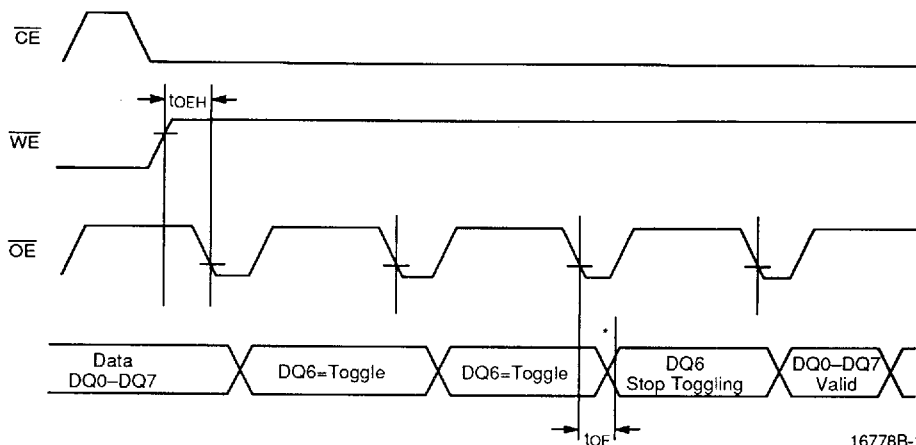 CE
tOEH
WE
OE
*
Data
DQ0–DQ7
DQ6=Toggle
DQ6=Toggle
DQ6
Stop Toggling
DQ0–DQ7
Valid
tOE